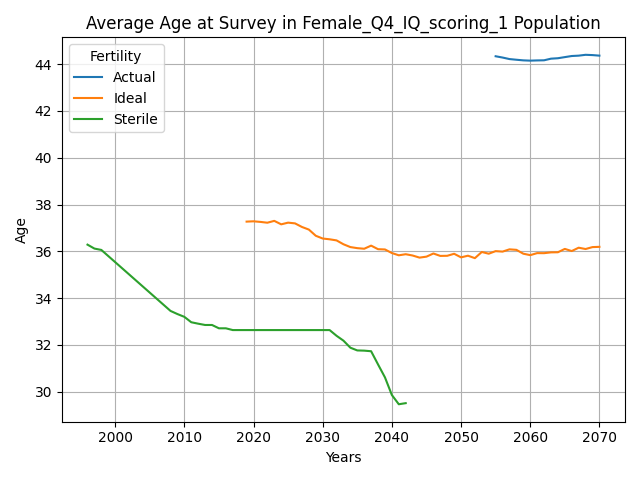 Average Age at Survey in Female_Q4_IQ_scoring_1 Population
Fertility
Actual
Ideal
Sterile
44
42
40
38
36
34
32
30
Age
2000
2010
2020
2030
2040
2050
2060
2070
Years